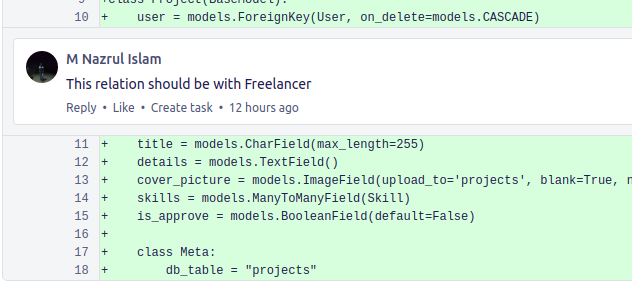 9 +class Project(BaseModel):
10 + user = models.ForeignKey(User, on_delete=models.CASCADE)
M Nazrul Islam
This relation should be with Freelancer
Reply • Like • Create task • 12 hours ago
11 + title = models.CharField(max_length=255)
12 + details = models.TextField()
13 + cover_picture = models.ImageField(upload_to='projects', blank=True,
14 + skills = models.ManyToManyField(Skill)
15 + is_approve = models.BooleanField(default=False)
16 +
17 + class Meta:
18 + db_table = "projects"